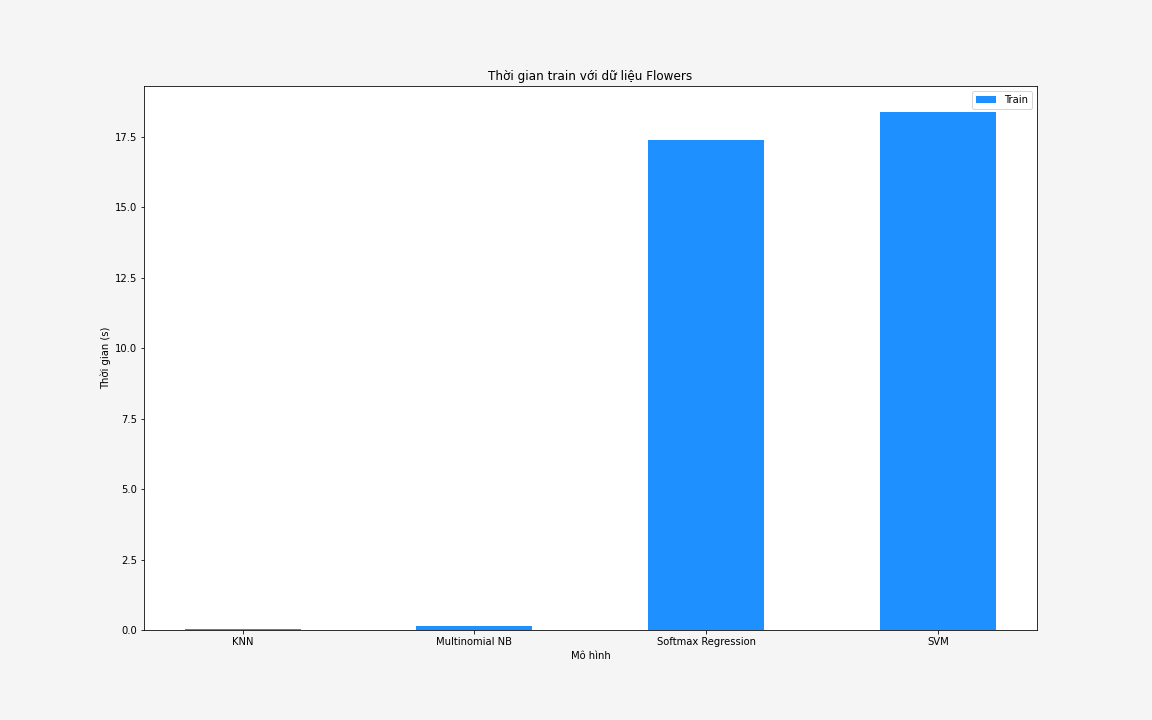 Thời gian train với dữ liệu Flowers
Train
17.5
15.0
12.5
10.0
7.5
5.0
2.5
0.0
Thời gian (s)
KNN
Multinomial NB
Softmax Regression
SVM
Mô hình